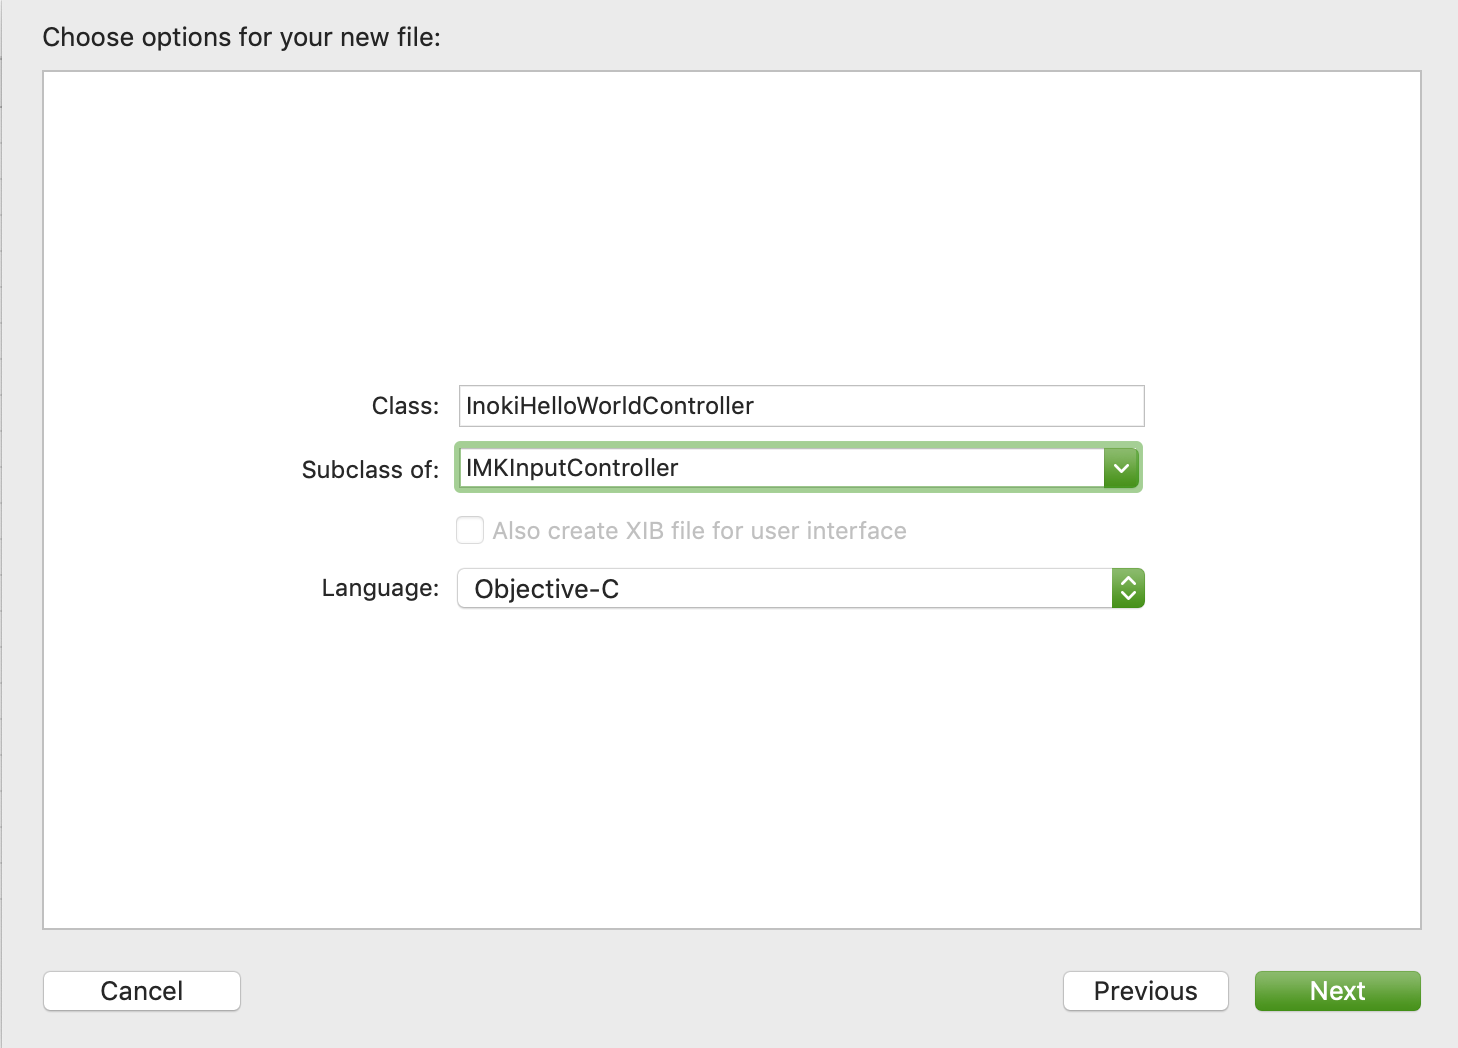 Choose options for your new file:
Class: InokiHelloWorldController
Subclass of: IMKInputController
Also create XIB file for user interface
Language: Objective-C
Cancel Previous Next